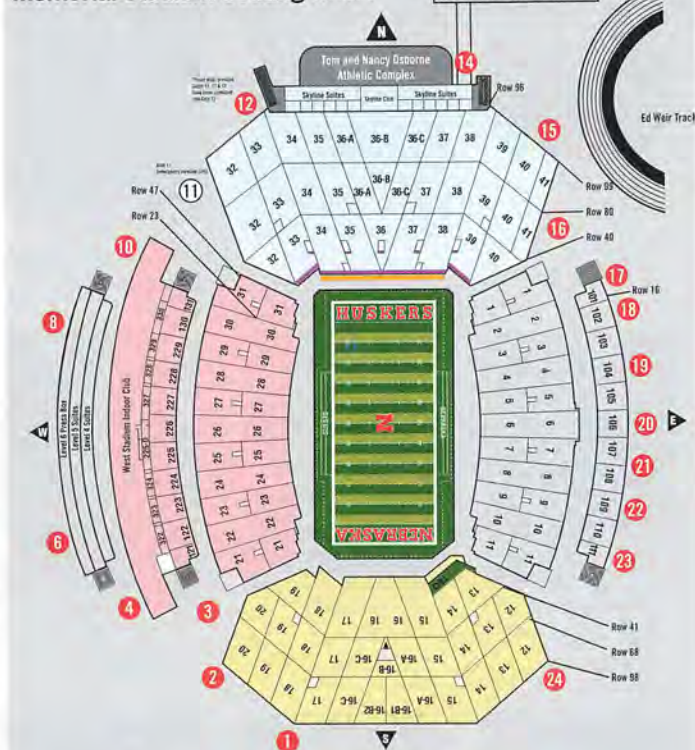 N
Tom and Nancy Osborne
Athletic Complex
14
Skyline Suites
Skyline Club
Skyline Suites
Row 96
12
15
Ed Weir Track
32 33 34 35 36-A 36-B 36-C 37 38 39 40 41
Row 99
36-B
32 33 34 35 36-A 36-C 37 38 39 40 41
Row 80
11
Row 47
Row 23
16
32 33 34 35 36 37 38 39 40
Row 40
10
17
Row 16
8
18
HUSKERS
31 31
30 30
29 29
28 28
27 27
26 26
25 25
24 24
23 23
22 22
21 21
1 1
2 2
3 3
4 4
5 5
6 6
7 7
8 8
9 9
10 10
11 11
101
102
103
104
105
106
107
108
109
110
111
19
20
E
21
22
23
W
Level 6 Press Box
Level 5 Suites
Level 4 Suites
West Stadium Indoor Club
229
228
227
226
225
224
223
122
N
NEBRASKA
6
4
3
20 19 18 17 16 15 14 13 12
Row 41
20 19 18 17 16-C 16-B 16-A 15 14 13 12
Row 68
19 18 17 16-C 16-B2 16-B1 16-A 15 14 13
Row 98
2
24
1
S